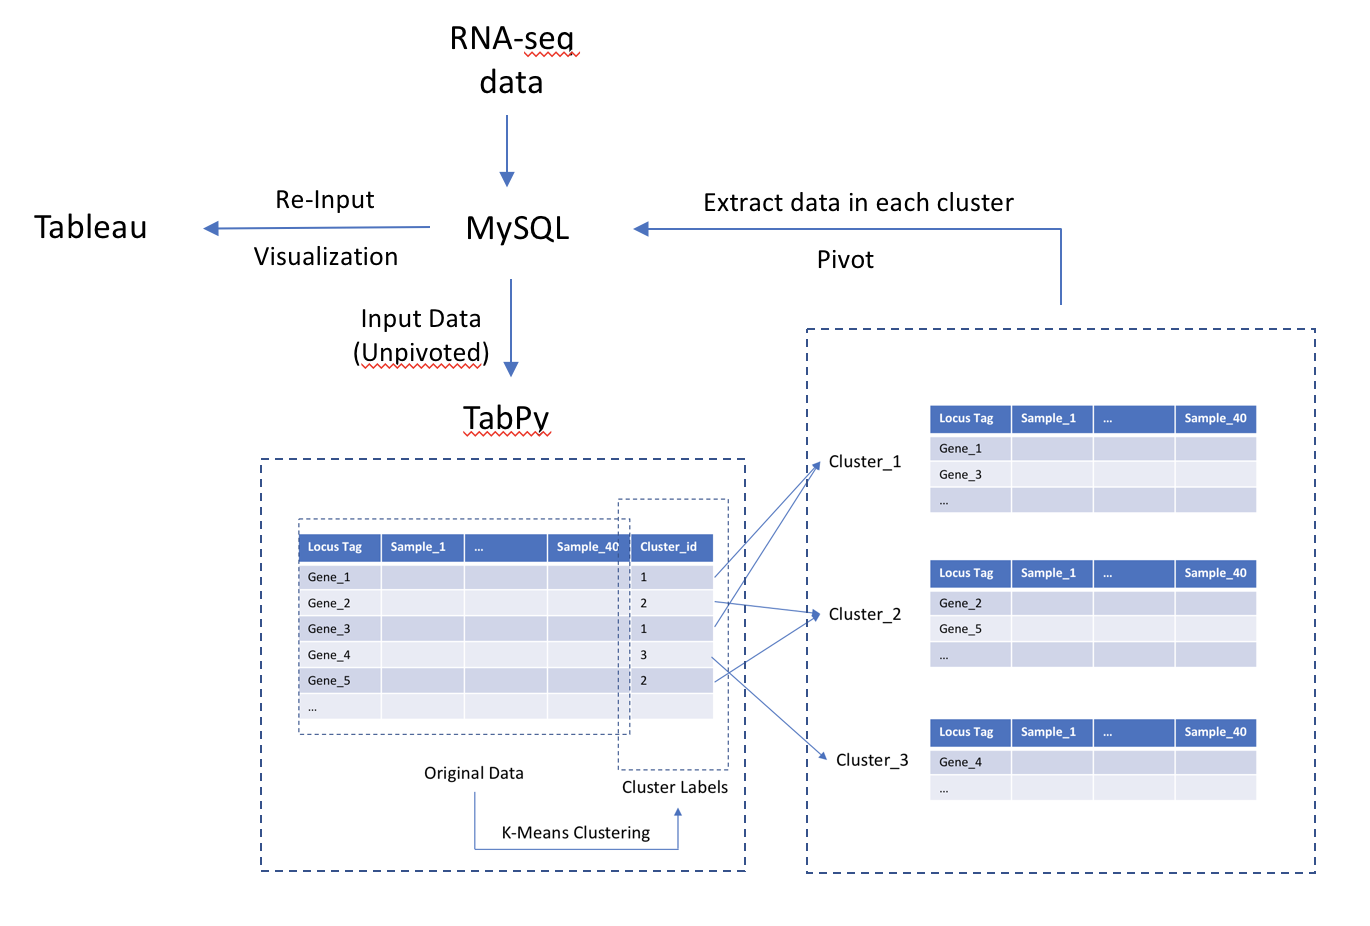 RNA-seq
data
Re-Input
Tableau
Visualization
MySQL
Extract data in each cluster
Pivot
Input Data
(Unpivoted)
TabPy
Locus Tag Sample_1 ... Sample_40 Cluster_id
Gene_1 1
Gene_2 2
Gene_3 1
Gene_4 3
Gene_5 2
...
Original Data
Cluster Labels
K-Means Clustering
Cluster_1
Locus Tag Sample_1 ... Sample_40
Gene_1
Gene_3
...
Cluster_2
Locus Tag Sample_1 ... Sample_40
Gene_2
Gene_5
...
Cluster_3
Locus Tag Sample_1 ... Sample_40
Gene_4
...